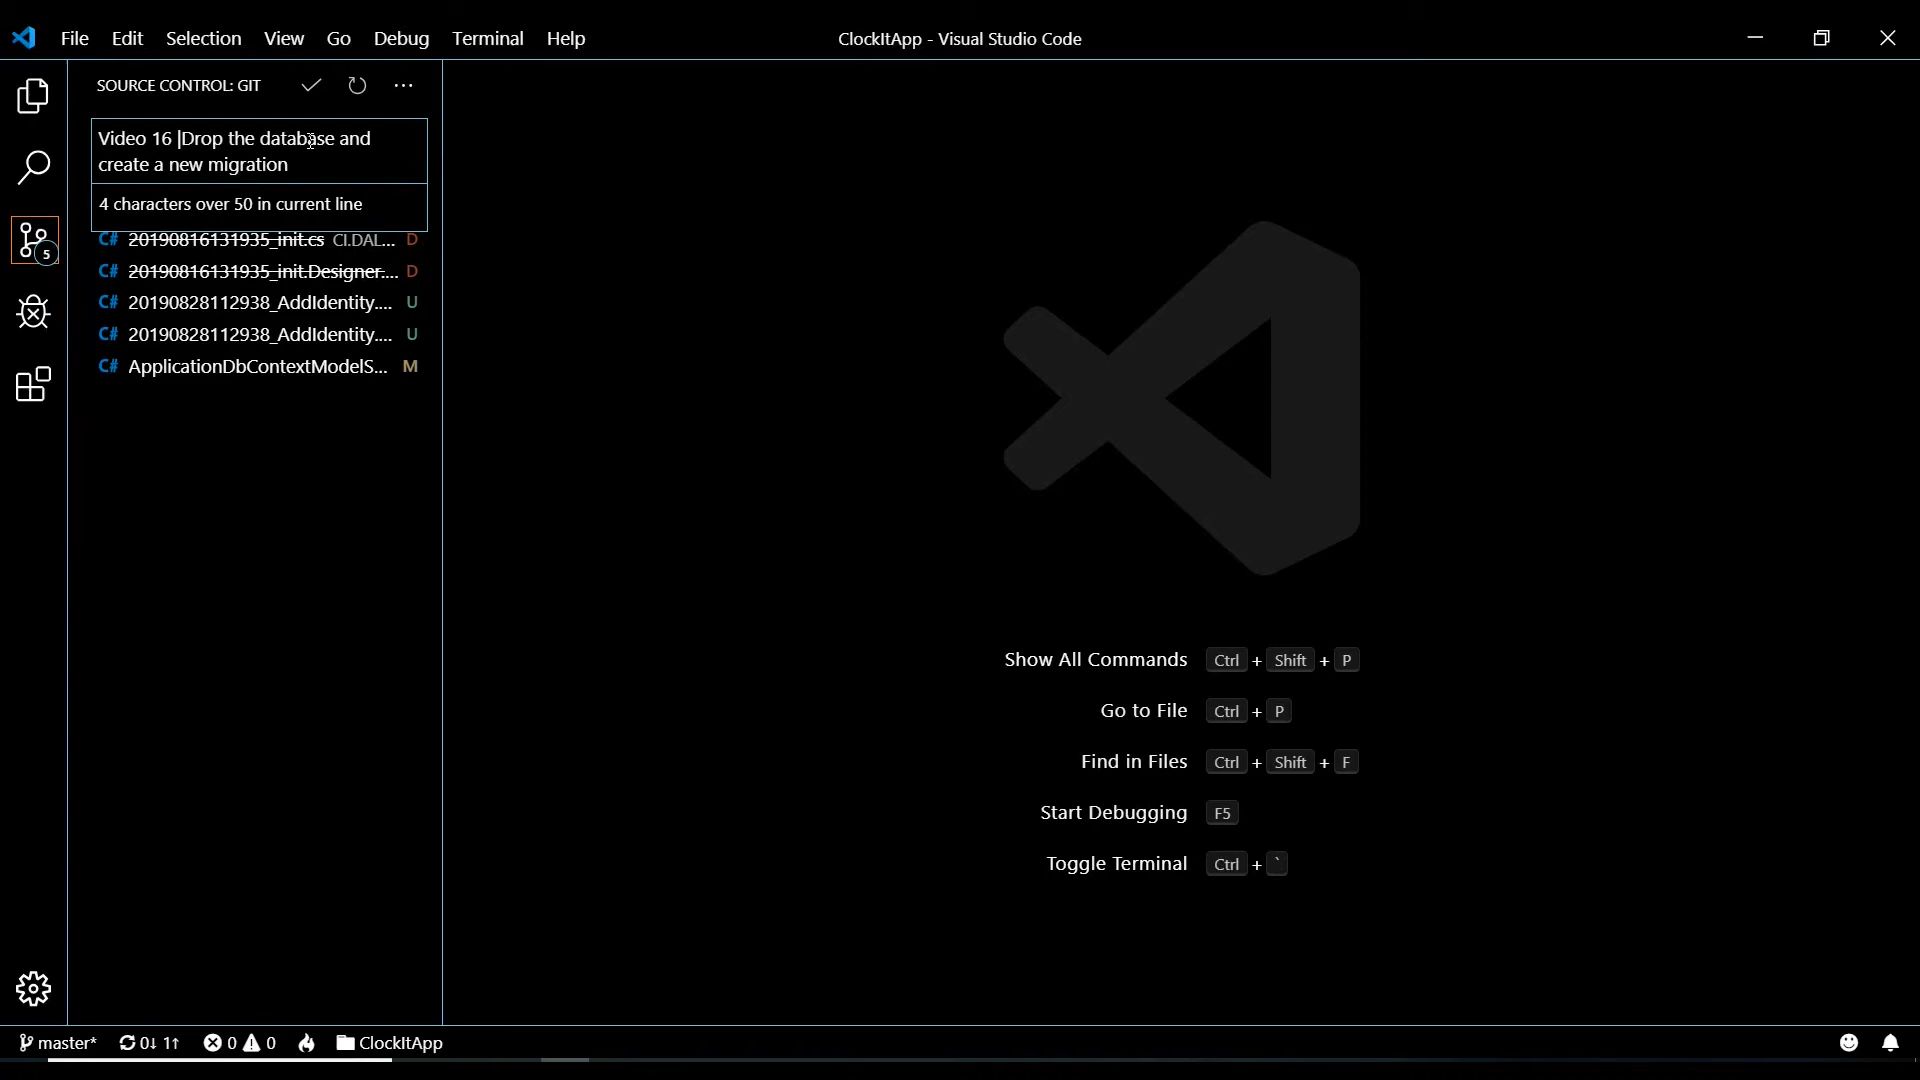 File Edit Selection View Go Debug Terminal Help ClockItApp - Visual Studio Code
SOURCE CONTROL: GIT
Video 16 |Drop the database and
create a new migration
4 characters over 50 in current line
C# 20190816131935_init.cs CI.DAL... D
C# 20190816131935_init.Designer.... D
C# 20190828112938_AddIdentity.... U
C# 20190828112938_AddIdentity.... U
C# ApplicationDbContextModelS... M
5
Show All Commands Ctrl + Shift + P
Go to File Ctrl + P
Find in Files Ctrl + Shift + F
Start Debugging F5
Toggle Terminal Ctrl + `
master* 0↓ 1↑ 0 0 ClockItApp